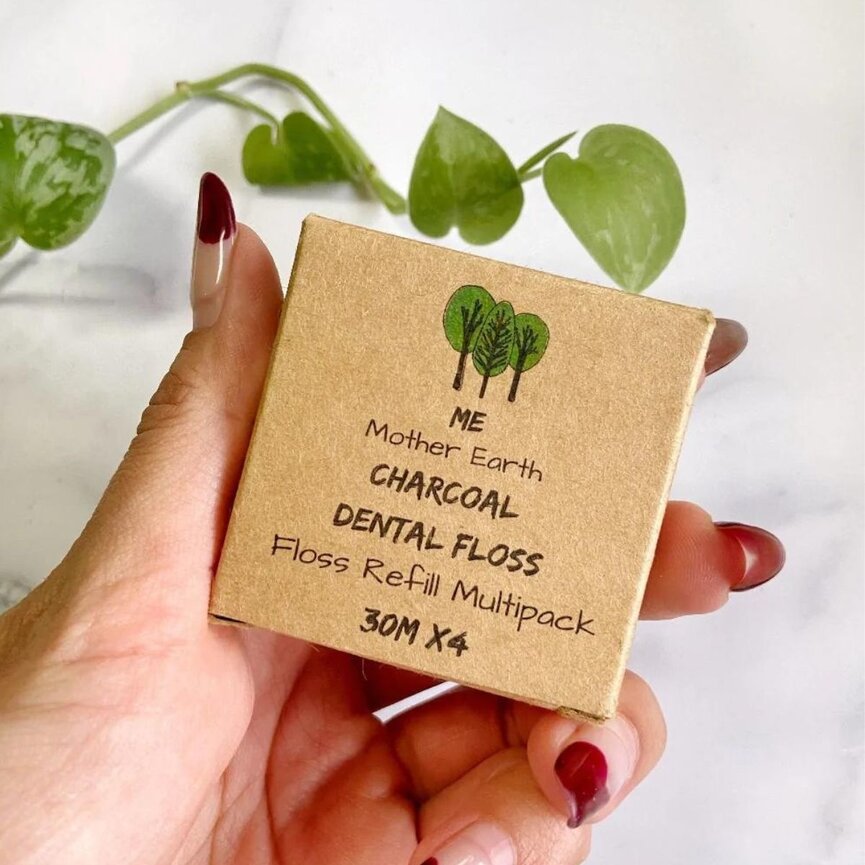 ME
Mother Earth
CHARCOAL
DENTAL FLOSS
Floss Refill Multipack
30M X4